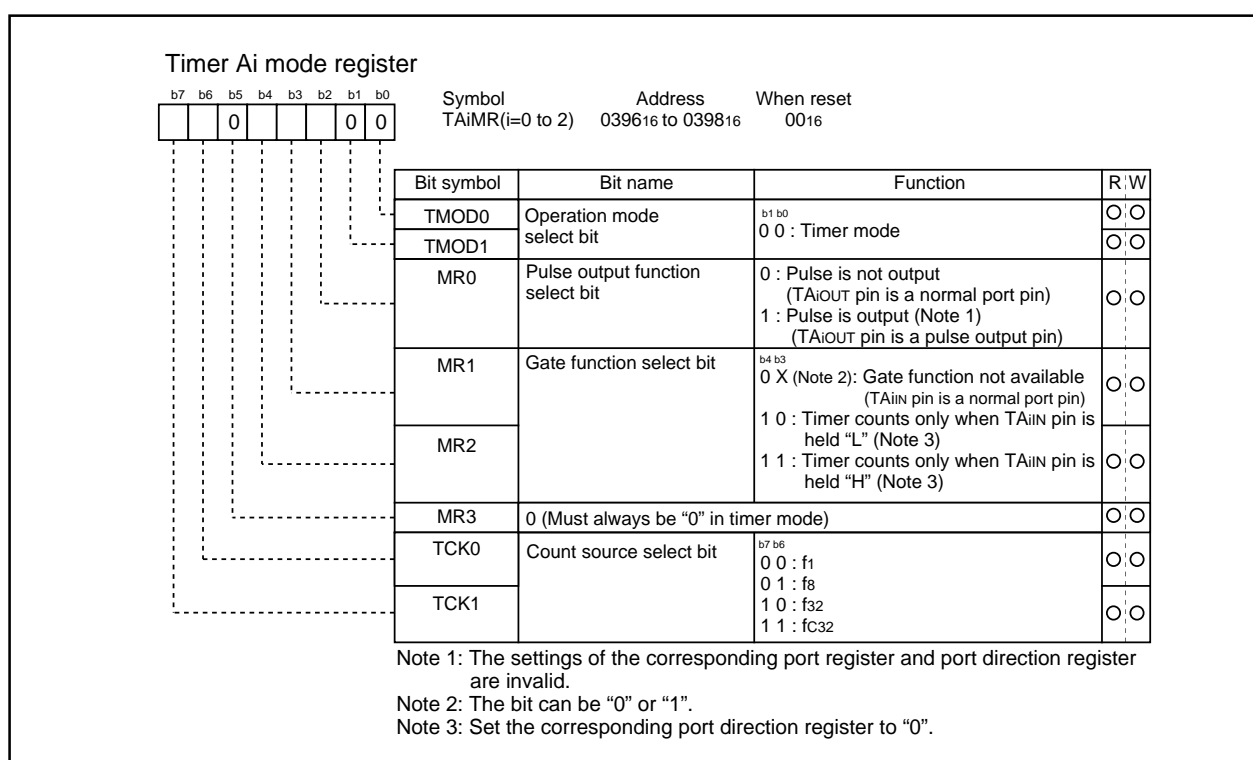 Timer Ai mode register
b7 b6 b5 b4 b3 b2 b1 b0
0 0 0
Symbol Address When reset
TAiMR(i=0 to 2) 039616 to 039816 0016
Bit symbol Bit name Function R W
TMOD0 Operation mode select bit
b1 b0
0 0 : Timer mode
TMOD1
MR0 Pulse output function select bit
0 : Pulse is not output
(TAiOUT pin is a normal port pin)
1 : Pulse is output (Note 1)
(TAiOUT pin is a pulse output pin)
MR1 Gate function select bit
b4 b3
0 X (Note 2): Gate function not available
(TAiIN pin is a normal port pin)
1 0 : Timer counts only when TAiIN pin is
held “L” (Note 3)
MR2
1 1 : Timer counts only when TAiIN pin is
held “H” (Note 3)
MR3 0 (Must always be “0” in timer mode)
TCK0 Count source select bit
b7 b6
0 0 : f1
0 1 : f8
TCK1
1 0 : f32
1 1 : fC32
Note 1: The settings of the corresponding port register and port direction register
are invalid.
Note 2: The bit can be “0” or “1”.
Note 3: Set the corresponding port direction register to “0”.